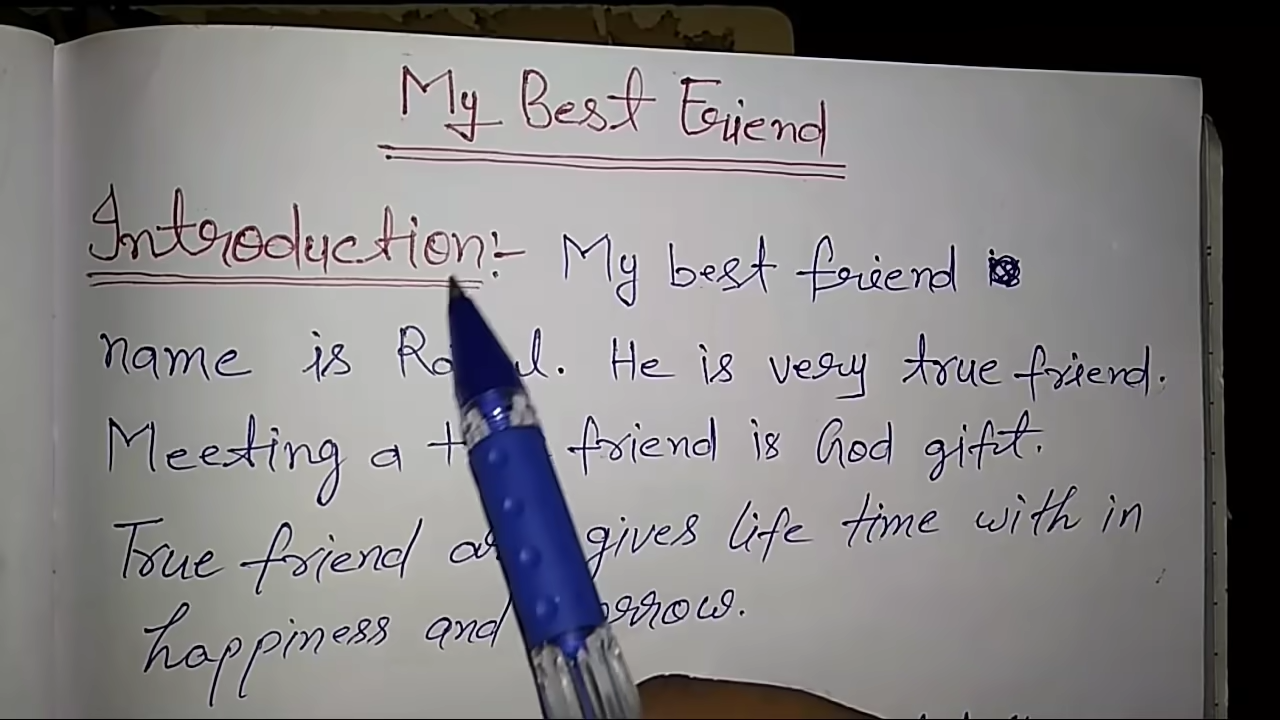 My Best Friend
Introduction:- My best friend
name is. He is very true friend.
Meeting a friend is God gift.
True friend gives life time with in
happiness and